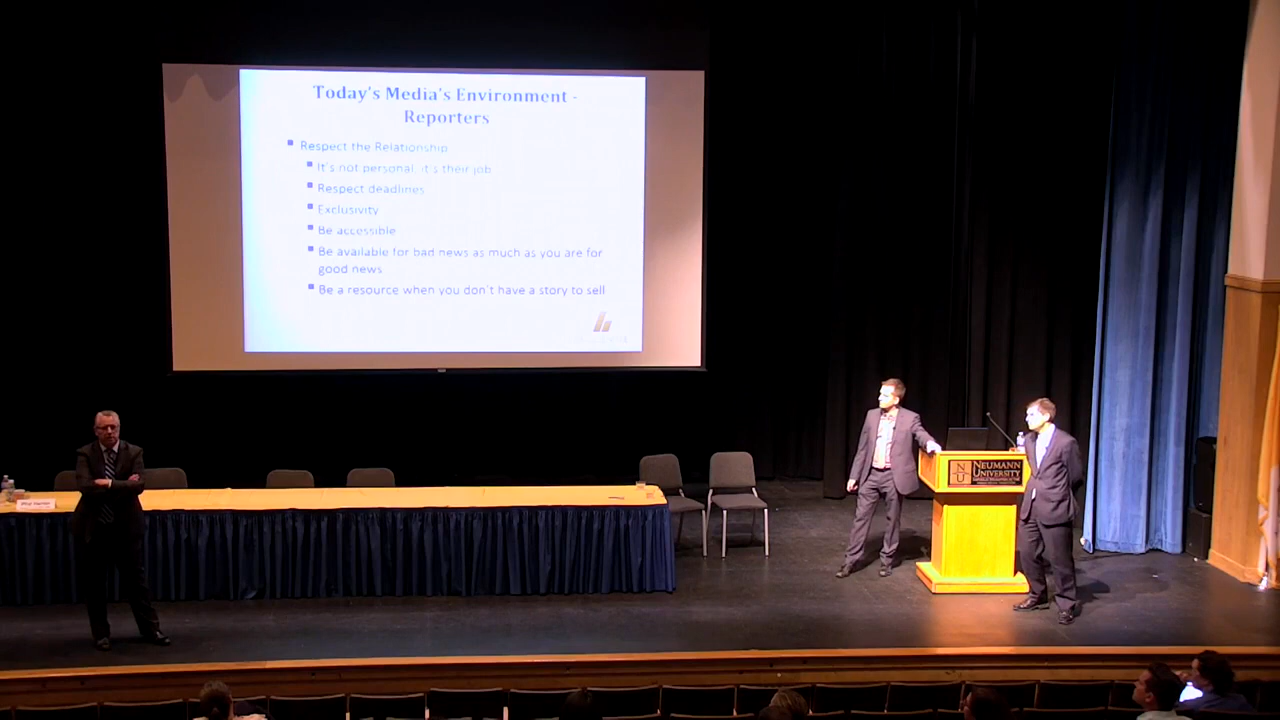 Today's Media's Environment -
Reporters
Respect the Relationship
It's not personal, it's their job
Respect deadlines
Exclusivity
Be accessible
Be available for bad news as much as you are for
good news
Be a resource when you don't have a story to sell
N
U
NEUMANN
UNIVERSITY